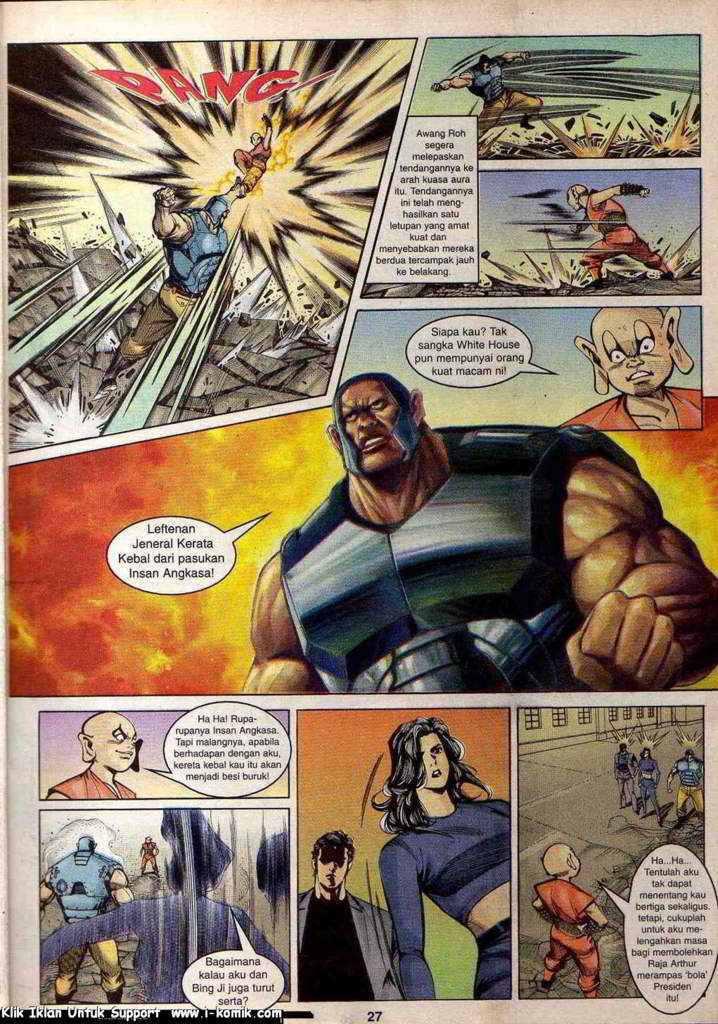 PANG
Awang Roh
segera
melepaskan
tendangannya ke
arah kuasa aura
itu. Tendangannya
ini telah meng-
hasilkan satu
letupan yang amat
kuat dan
menyebabkan mereka
berdua tercampak jauh
ke belakang.
Siapa kau? Tak
sangka White House
pun mempunyai orang
kuat macam ni!
Leftenan
Jeneral Kerata
Kebal dari pasukan
Insan Angkasa!
Ha Ha! Rupa-
rupanya Insan Angkasa.
Tapi malangnya, apabila
berhadapan dengan aku,
kereta kebal kau itu akan
menjadi besi buruk!
Bagaimana
kalau aku dan
Bing Ji juga turut
serta?
Ha...Ha...
Tentulah aku
tak dapat
menentang kau
bertiga sekaligus.
tetapi, cukuplah
untuk aku me-
lengahkan masa
bagi membolehkan
Raja Arthur
merampas 'bola'
Presiden
itu!
Klik Iklan Untuk Support www.i-komik.com
27